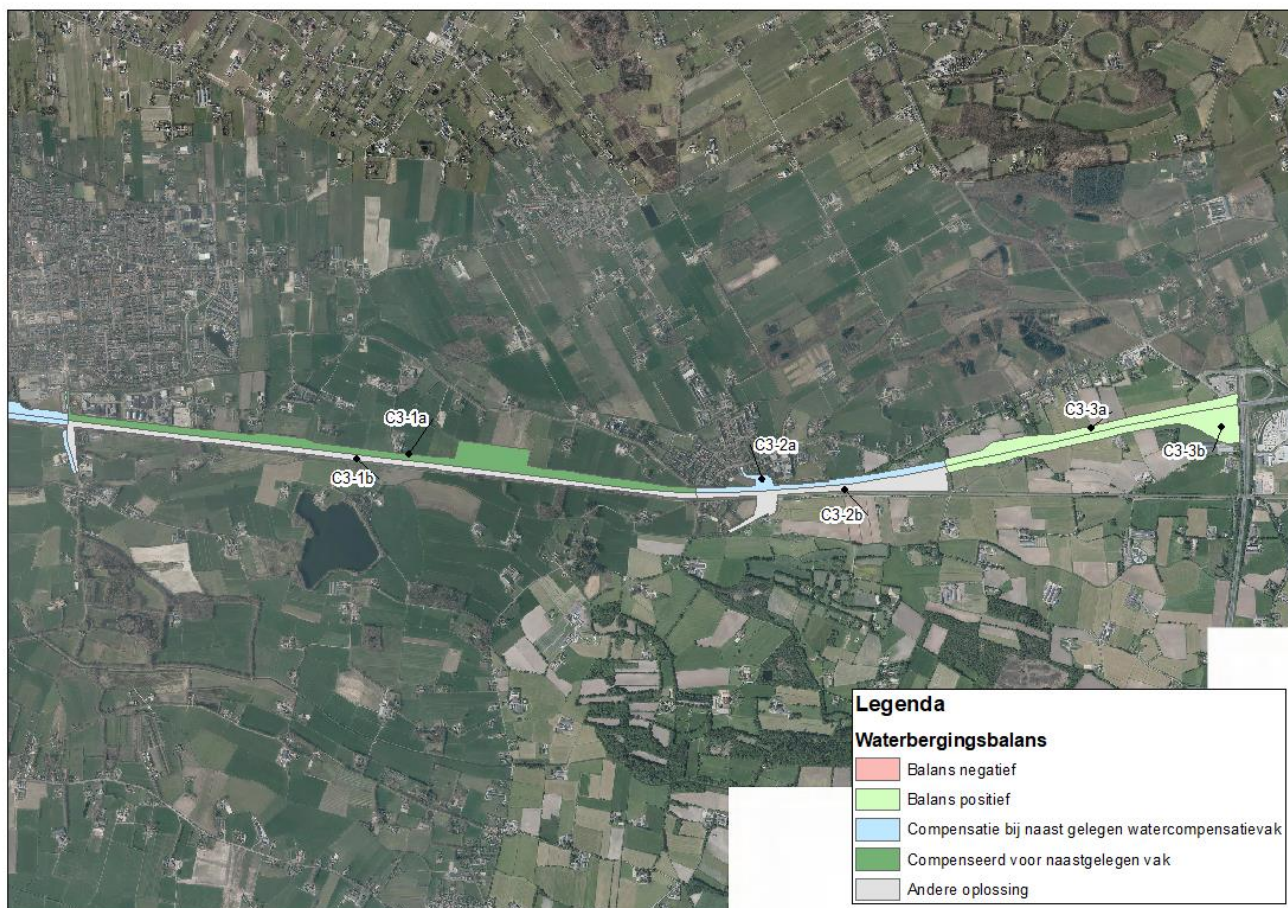 C3-1a
C3-1b
C3-2a
C3-2b
C3-3a
C3-3b
Legenda
Waterbergingsbalans
Balans negatief
Balans positief
Compensatie bij naast gelegen watercompensatievak
Compenseerd voor naastgelegen vak
Andere oplossing